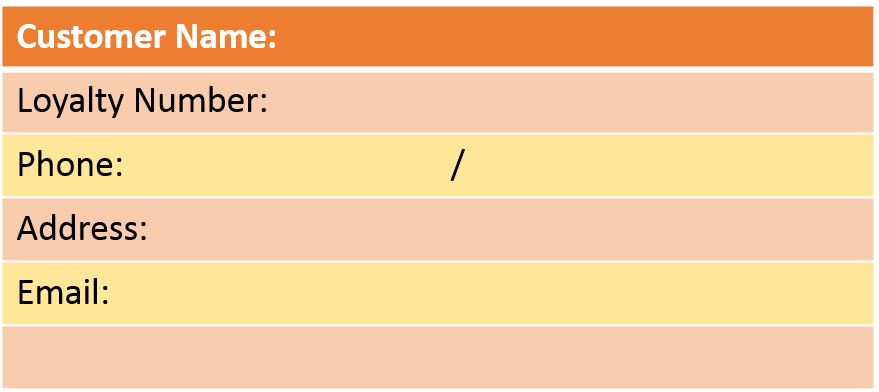 Customer Name:
Loyalty Number:
Phone: /
Address:
Email: